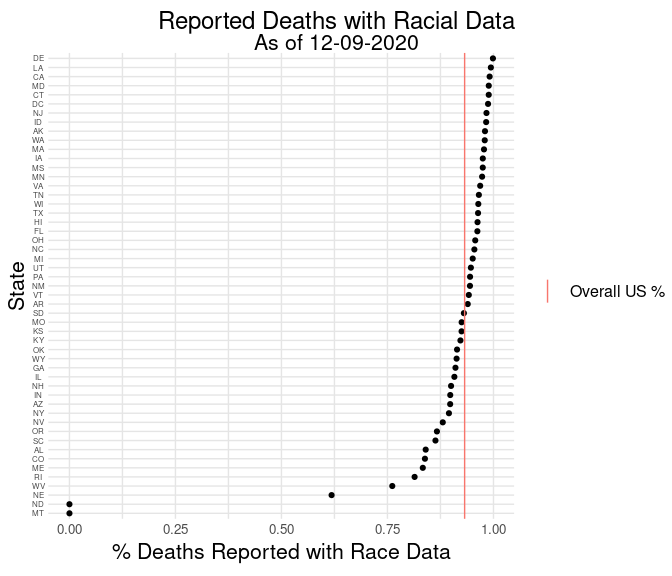 Reported Deaths with Racial Data
As of 12-09-2020
DE
LA
CA
MD
CT
DC
NJ
ID
AK
WA
MA
IA
MS
MN
VA
TN
WI
TX
HI
FL
OH
NC
MI
UT
PA
NM
VT
AR
SD
MO
KS
KY
OK
WY
GA
IL
NH
IN
AZ
NY
NV
OR
SC
AL
CO
ME
RI
WV
NE
ND
MT
State
0.00 0.25 0.50 0.75 1.00
% Deaths Reported with Race Data
Overall US %